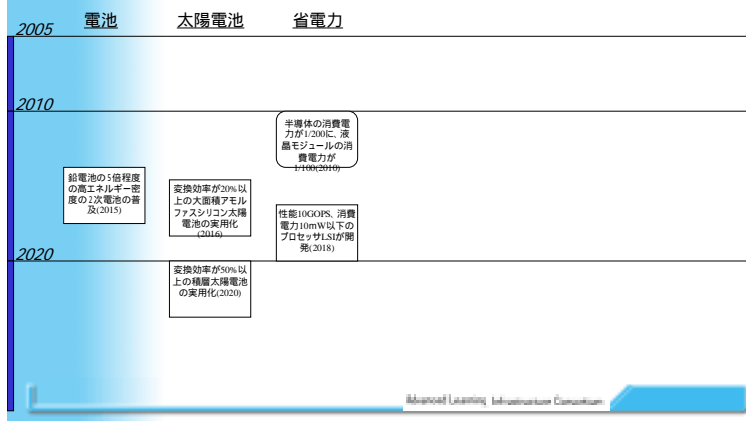 電池
太陽電池
省電力
2005
2010
半導体の消費電
力が1/200に、液
晶モジュールの消
費電力が
1/100(2010)
鉛電池の5倍程度
の高エネルギー密
度の2次電池の普
及(2015)
変換効率が20%以
上の大面積アモル
ファスシリコン太陽
電池の実用化
(2016)
性能10GOPS、消費
電力10mW以下の
プロセッサLSIが開
発(2018)
2020
変換効率が50%以
上の積層太陽電池
の実用化(2020)
Advanced Learning Infrastructure Consortium